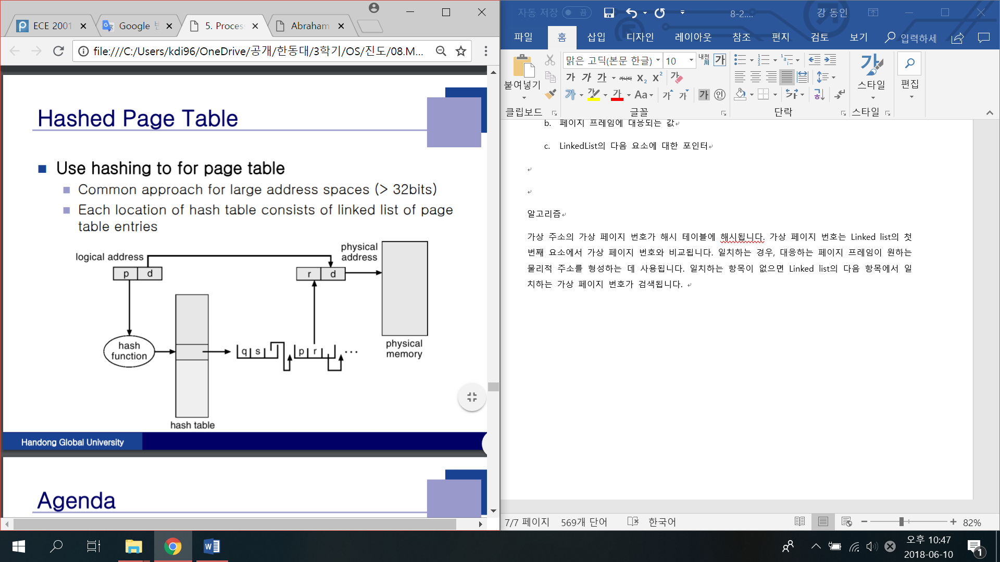 ECE 2001
Google 번
5. Process
Abraham
file:///C:/Users/kdi96/OneDrive/공개/한동대/3학기/OS/진도/08.M...
Hashed Page Table
Use hashing to for page table
Common approach for large address spaces (> 32bits)
Each location of hash table consists of linked list of page
table entries
logical address
physical
address
p d
r d
hash
function
q s
p r
...
physical
memory
hash table
Handong Global University
Agenda
자동 저장 끔
8-2....
강 동인
파일 홈 삽입 디자인 레이아웃 참조 편지 검토 보기 입력하세
붙여넣기
맑은 고딕(본문 한글) 10
내천 가
가 가 가 가나다 X₂ X²
가 가 Aa 가 가 가 인
스타일
편집
클립보드 글꼴 단락 스타일
b. 페이지 프레임에 대응되는 값
c. LinkedList의 다음 요소에 대한 포인터
알고리즘
가상 주소의 가상 페이지 번호가 해시 테이블에 해시됩니다. 가상 페이지 번호는 Linked list의 첫
번째 요소에서 가상 페이지 번호와 비교됩니다. 일치하는 경우, 대응하는 페이지 프레임이 원하는
물리적 주소를 형성하는 데 사용됩니다. 일치하는 항목이 없으면 Linked list의 다음 항목에서 일
치하는 가상 페이지 번호가 검색됩니다.
7/7 페이지 569개 단어 한국어
82%
오후 10:47
2018-06-10
1